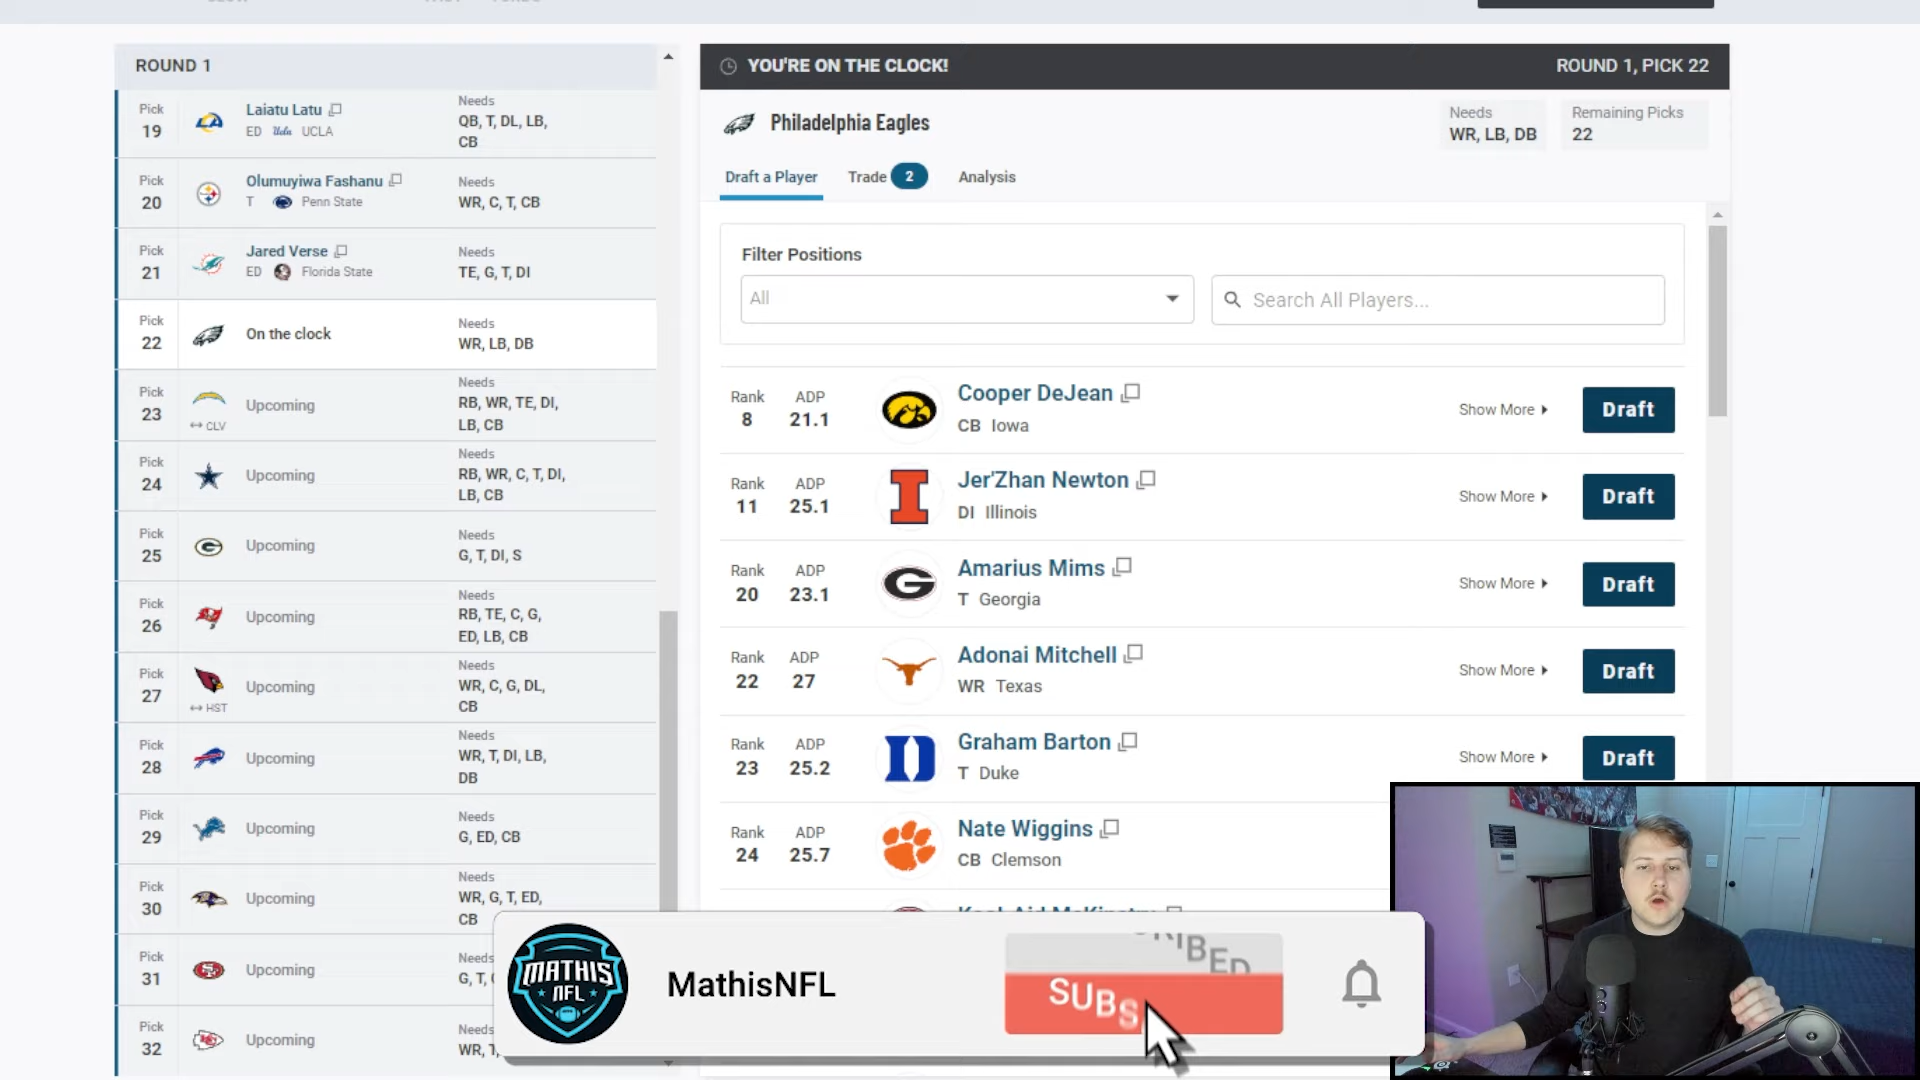 ROUND 1
Pick
19
Laiatu Latu
ED UCLA
Needs
QB, T, DL, LB,
CB
Pick
20
Olumuyiwa Fashanu
T Penn State
Needs
WR, C, T, CB
Pick
21
Jared Verse
ED Florida State
Needs
TE, G, T, DI
Pick
22
On the clock
Needs
WR, LB, DB
Pick
23
CLV
Upcoming
Needs
RB, WR, TE, DI,
LB, CB
Pick
24
Upcoming
Needs
RB, WR, C, T, DI,
LB, CB
Pick
25
Upcoming
Needs
G, T, DI, S
Pick
26
Upcoming
Needs
RB, TE, C, G,
ED, LB, CB
Pick
27
HST
Upcoming
Needs
WR, C, G, DL,
CB
Pick
28
Upcoming
Needs
WR, T, DI, LB,
DB
Pick
29
Upcoming
Needs
G, ED, CB
Pick
30
Upcoming
Needs
WR, G, T, ED,
CB
Pick
31
Upcoming
Needs
G, T,
Pick
32
Upcoming
Needs
WR, T,
YOU'RE ON THE CLOCK!
ROUND 1, PICK 22
Philadelphia Eagles
Needs
WR, LB, DB
Remaining Picks
22
Draft a Player
Trade 2
Analysis
Filter Positions
All
Search All Players...
Rank
8
ADP
21.1
Cooper DeJean
CB Iowa
Show More
Draft
Rank
11
ADP
25.1
Jer'Zhan Newton
DI Illinois
Show More
Draft
Rank
20
ADP
23.1
Amarius Mims
T Georgia
Show More
Draft
Rank
22
ADP
27
Adonai Mitchell
WR Texas
Show More
Draft
Rank
23
ADP
25.2
Graham Barton
T Duke
Show More
Draft
Rank
24
ADP
25.7
Nate Wiggins
CB Clemson
MATHIS
NFL
MathisNFL
RIBED
SUBS